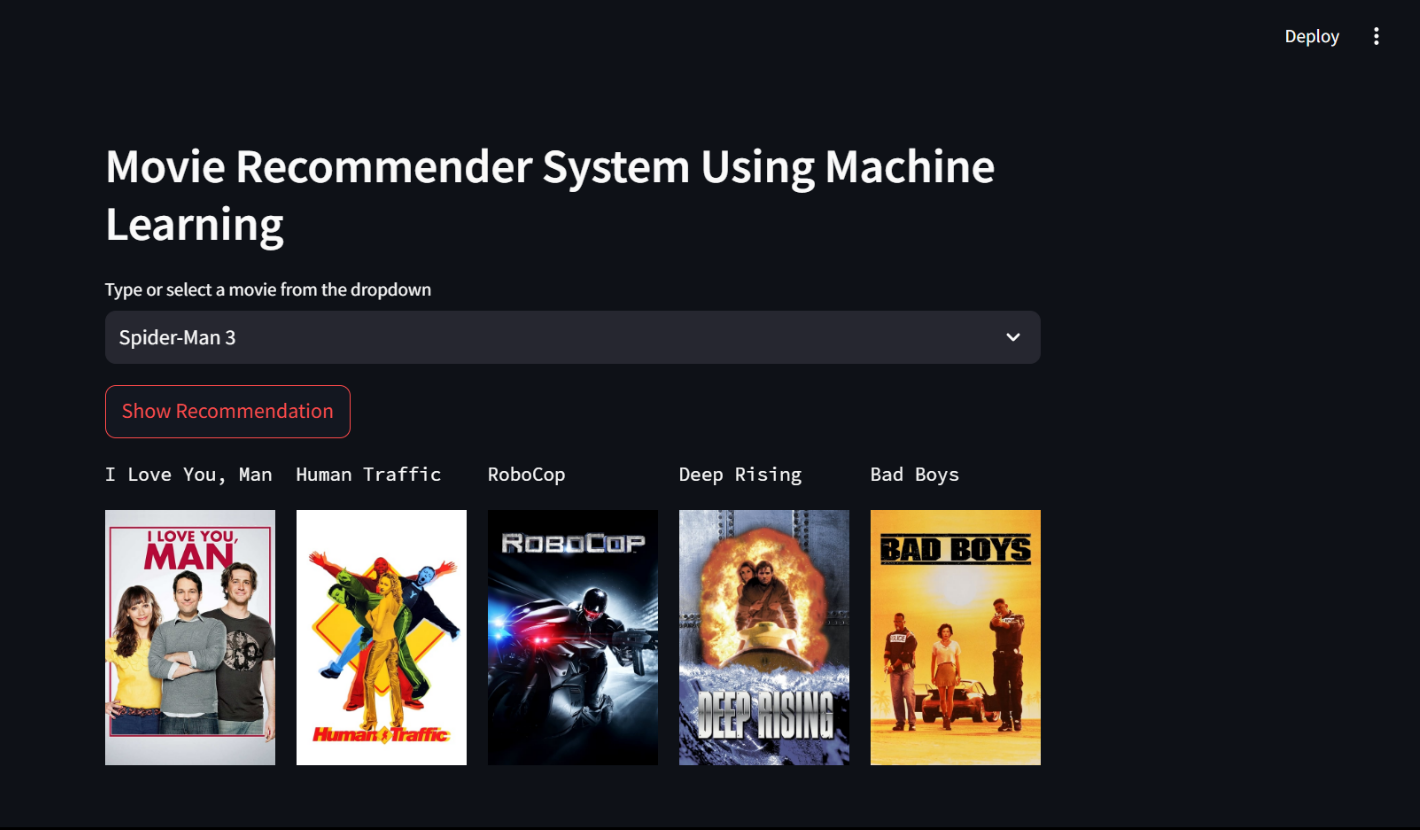 Deploy
Movie Recommender System Using Machine
Learning
Type or select a movie from the dropdown
Spider-Man 3
Show Recommendation
I Love You, Man
Human Traffic
RoboCop
Deep Rising
Bad Boys
I LOVE YOU,
MAN
Human Traffic
ROBOCOP
DEEP RISING
BAD BOYS
POLICE